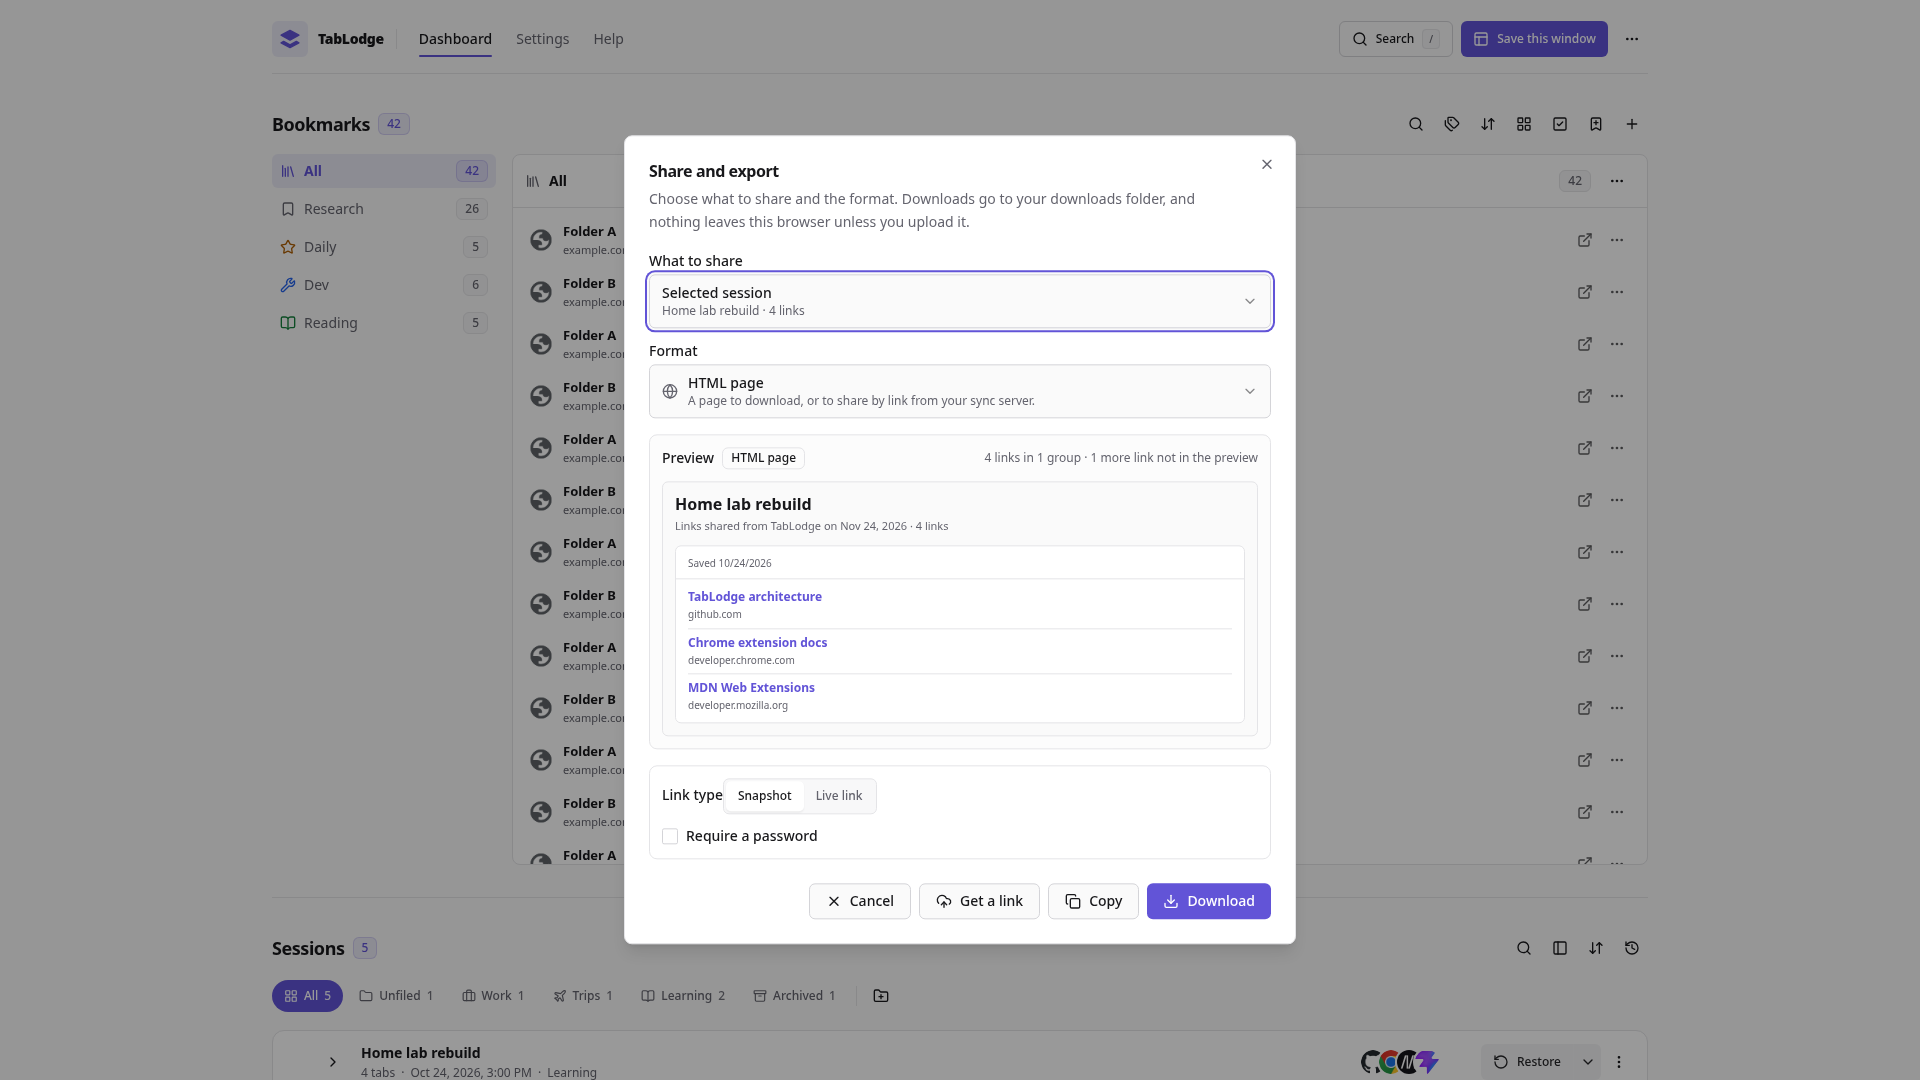 TabLodge
Dashboard
Settings
Help
Search /
Save this window
Bookmarks 42
All 42
Research 26
Daily 5
Dev 6
Reading 5
All 42
Folder A
Folder B
Folder A
Folder B
Folder A
Folder B
Folder A
Folder B
Folder A
Folder B
Folder A
Folder B
Folder A
Share and export
Choose what to share and the format. Downloads go to your downloads folder, and
nothing leaves this browser unless you upload it.
What to share
Selected session
Home lab rebuild · 4 links
Format
HTML page
A page to download, or to share by link from your sync server.
Preview HTML page 4 links in 1 group · 1 more link not in the preview
Home lab rebuild
Links shared from TabLodge on Nov 24, 2026 · 4 links
Saved 10/24/2026
TabLodge architecture
github.com
Chrome extension docs
developer.chrome.com
MDN Web Extensions
developer.mozilla.org
Link type Snapshot Live link
Require a password
Cancel Get a link Copy Download
Sessions 5
All 5 Unfiled 1 Work 1 Trips 1 Learning 2 Archived 1
Home lab rebuild
4 tabs · Oct 24, 2026, 3:00 PM · Learning
Restore